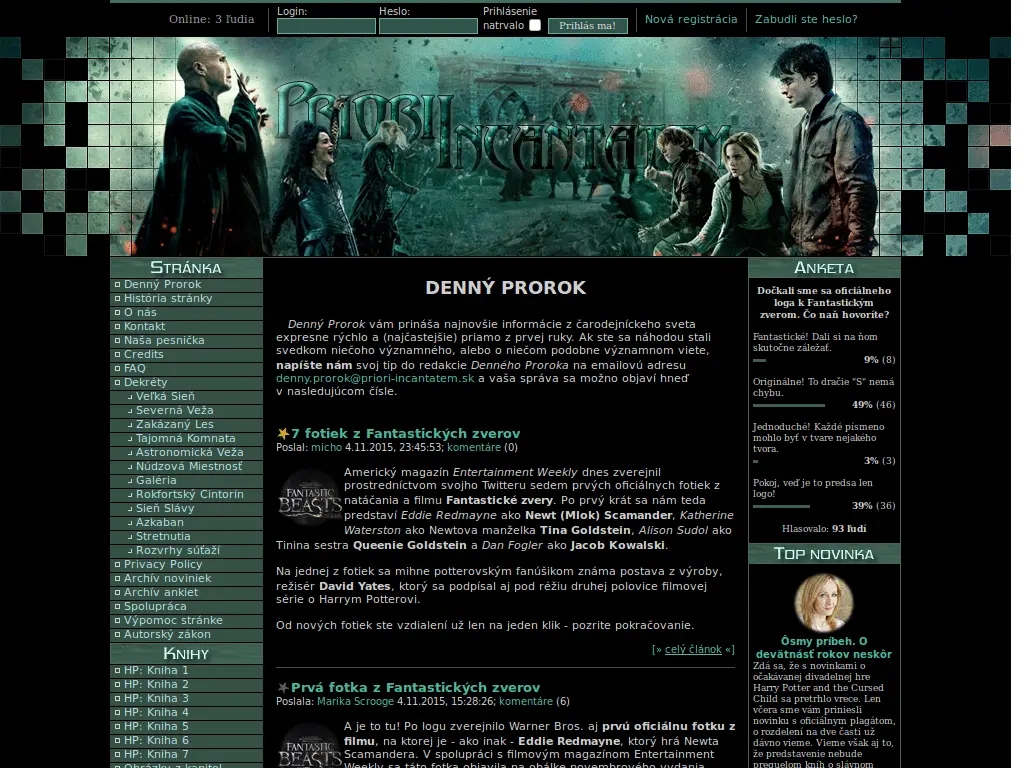 Online: 3 ľudia
Login:
Heslo:
Prihlásenie
natrvalo
Prihlás ma!
Nová registrácia
Zabudli ste heslo?
Priori Incantatem
Stránka
Denný Prorok
História stránky
O nás
Kontakt
Naša pesnička
Credits
FAQ
Dekréty
Veľká Sieň
Severná Veža
Zakázaný Les
Tajomná Komnata
Astronomická Veža
Núdzová Miestnosť
Galéria
Rokfortský Cintorín
Sieň Slávy
Azkaban
Stretnutia
Rozvrhy súťaží
Privacy Policy
Archív noviniek
Archív ankiet
Spolupráca
Výpomoc stránke
Autorský zákon
Knihy
HP: Kniha 1
HP: Kniha 2
HP: Kniha 3
HP: Kniha 4
HP: Kniha 5
HP: Kniha 6
HP: Kniha 7
Obrázky z kapitol
DENNÝ PROROK
Denný Prorok vám prináša najnovšie informácie z čarodejníckeho sveta
expresne rýchlo a (najčastejšie) priamo z prvej ruky. Ak ste sa náhodou stali
svedkom niečoho významného, alebo o niečom podobne významnom viete,
napíšte nám svoj tip do redakcie Denného Proroka na emailovú adresu
denny.prorok@priori-incantatem.sk a vaša správa sa možno objaví hneď
v nasledujúcom čísle.
7 fotiek z Fantastických zverov
Poslal: micho 4.11.2015, 23:45:53; komentáre (0)
FANTASTIC
BEASTS
Americký magazín Entertainment Weekly dnes zverejnil
prostredníctvom svojho Twitteru sedem prvých oficiálnych fotiek z
natáčania a filmu Fantastické zvery. Po prvý krát sa nám teda
predstaví Eddie Redmayne ako Newt (Mlok) Scamander, Katherine
Waterston ako Newtova manželka Tina Goldstein, Alison Sudol ako
Tinina sestra Queenie Goldstein a Dan Fogler ako Jacob Kowalski.
Na jednej z fotiek sa mihne potterovským fanúšikom známa postava z výroby,
režisér David Yates, ktorý sa podpísal aj pod réžiu druhej polovice filmovej
série o Harrym Potterovi.
Od nových fotiek ste vzdialení už len na jeden klik - pozrite pokračovanie.
[» celý článok «]
Prvá fotka z Fantastických zverov
Poslala: Marika Scrooge 4.11.2015, 15:28:26; komentáre (6)
FANTASTIC
BEASTS
A je to tu! Po logu zverejnilo Warner Bros. aj prvú oficiálnu fotku z
filmu, na ktorej je - ako inak - Eddie Redmayne, ktorý hrá Newta
Scamandera. V spolupráci s filmovým magazínom Entertainment
Weekly sa táto fotka objavila na obálke novembrového vydania
Anketa
Dočkali sme sa oficiálneho
loga k Fantastickým
zverom. Čo naň hovoríte?
Fantastické! Dali si na ňom
skutočne záležať.
9% (8)
Originálne! To dračie "S" nemá
chybu.
49% (46)
Jednoduché! Každé písmeno
mohlo byť v tvare nejakého
tvora.
3% (3)
Pokoj, veď je to predsa len
logo!
39% (36)
Hlasovalo: 93 ľudí
Top novinka
Ôsmy príbeh. O
devätnásť rokov neskôr
Zdá sa, že s novinkami o
očakávanej divadelnej hre
Harry Potter and the Cursed
Child sa pretrhlo vrece. Len
včera sme vám priniesli
novinku s oficiálnym plagátom,
o rozdelení na dve časti už
dávno vieme. Vieme však aj to,
že predstavenie nebude
prequelom kníh o slávnom